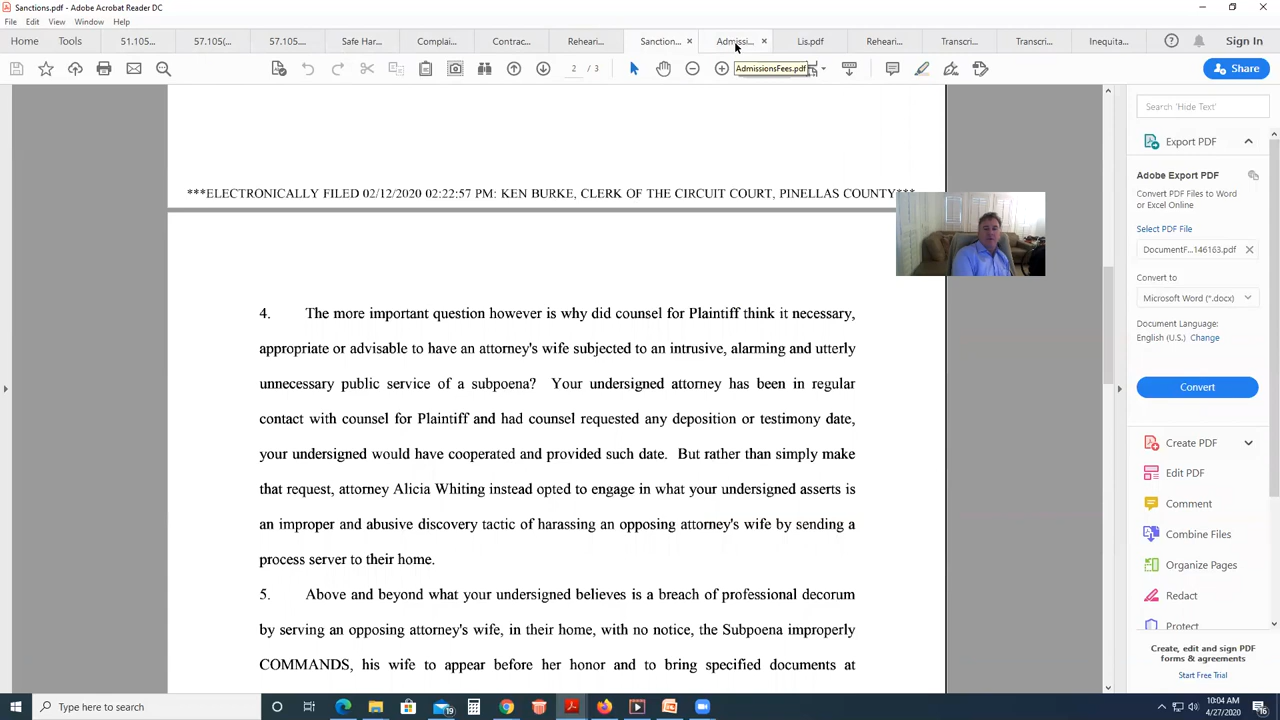 Sanctions.pdf - Adobe Acrobat Reader DC
File Edit View Window Help
Home Tools 51.105... 57.105(... 57.105.... Safe Har... Complai... Contrac... Reheari... Sanction... Admissi... Lis.pdf Reheari... Transcri... Transcri... Inequita... Sign In
2 / 3 AdmissionsFees.pdf Share
Search 'Hide Text'
Export PDF
Adobe Export PDF
Convert PDF Files to Word
or Excel Online
Select PDF File
DocumentF...146163.pdf
Convert to
Microsoft Word (*.docx)
Document Language:
English (U.S.) Change
Convert
Create PDF
Edit PDF
Comment
Combine Files
Organize Pages
Redact
Protect
Create, edit and sign PDF
forms & agreements
Start Free Trial
***ELECTRONICALLY FILED 02/12/2020 02:22:57 PM: KEN BURKE, CLERK OF THE CIRCUIT COURT, PINELLAS COUNTY***
4. The more important question however is why did counsel for Plaintiff think it necessary,
appropriate or advisable to have an attorney's wife subjected to an intrusive, alarming and utterly
unnecessary public service of a subpoena? Your undersigned attorney has been in regular
contact with counsel for Plaintiff and had counsel requested any deposition or testimony date,
your undersigned would have cooperated and provided such date. But rather than simply make
that request, attorney Alicia Whiting instead opted to engage in what your undersigned asserts is
an improper and abusive discovery tactic of harassing an opposing attorney's wife by sending a
process server to their home.
5. Above and beyond what your undersigned believes is a breach of professional decorum
by serving an opposing attorney's wife, in their home, with no notice, the Subpoena improperly
COMMANDS, his wife to appear before her honor and to bring specified documents at
Type here to search
10:04 AM
4/27/2020
16